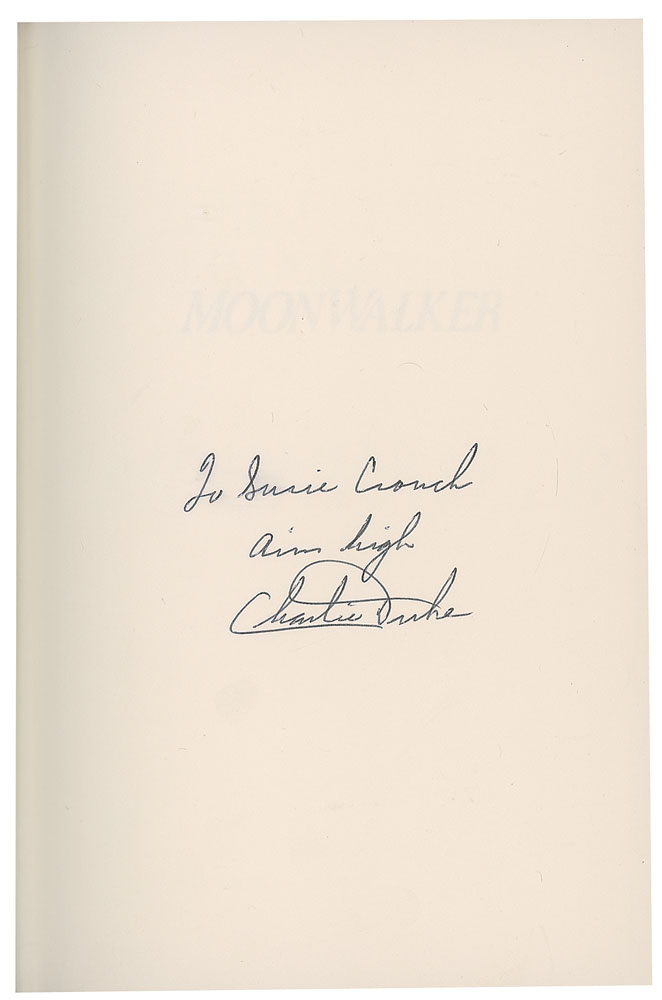 MOONWALKER
To Susie Crouch
Aim high
Charlie Duke